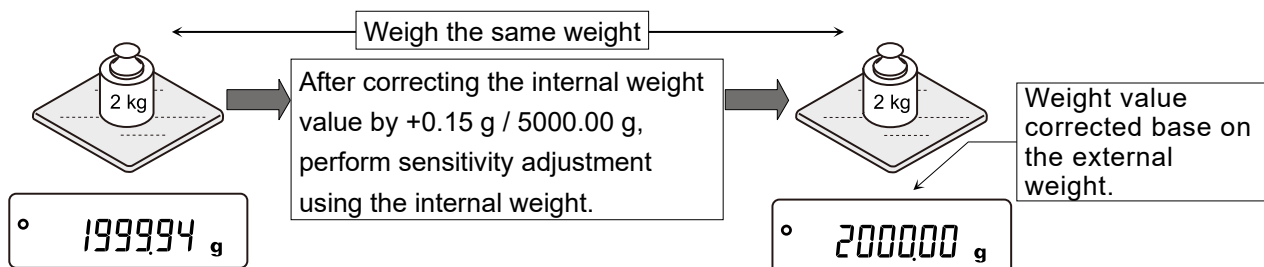 Weigh the same weight
2 kg
1999.94 g
After correcting the internal weight
value by +0.15 g / 5000.00 g,
perform sensitivity adjustment
using the internal weight.
2 kg
2000.00 g
Weight value
corrected base on
the external
weight.